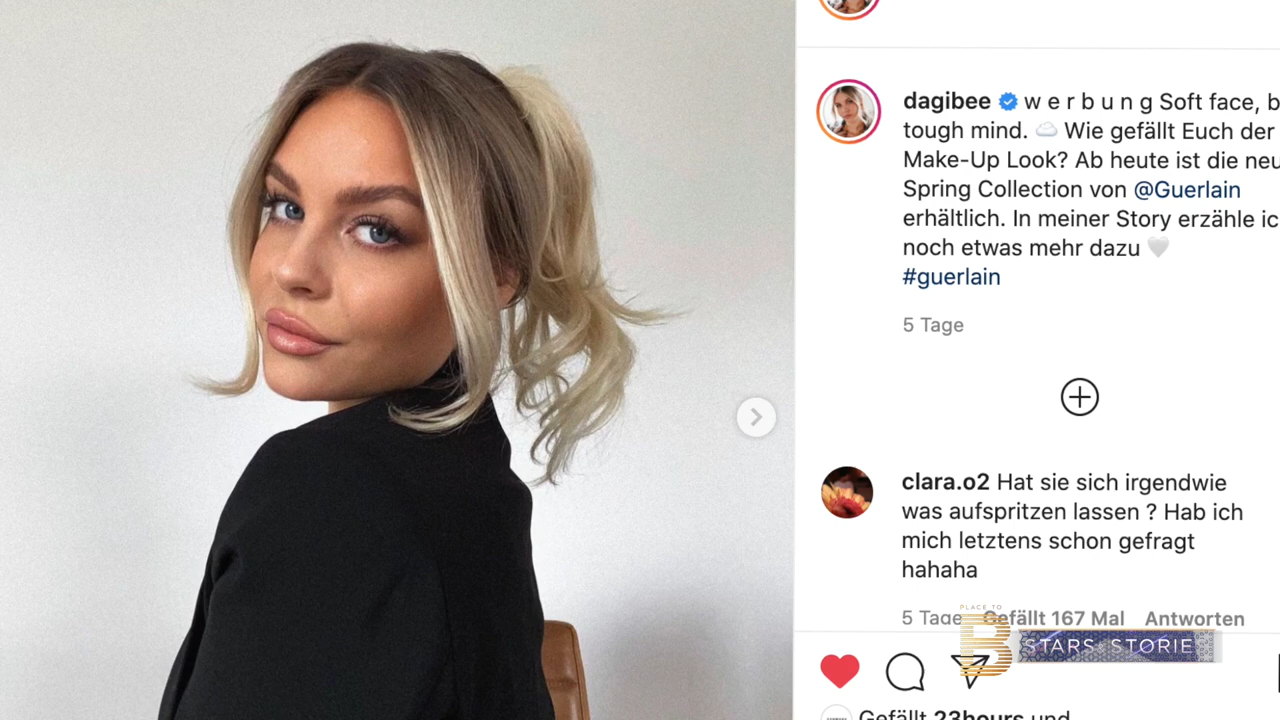 dagibee w e r b u n g Soft face, b
tough mind. ☁️ Wie gefällt Euch der
Make-Up Look? Ab heute ist die neu
Spring Collection von @Guerlain
erhältlich. In meiner Story erzähle ic
noch etwas mehr dazu 🤍
#guerlain
5 Tage
clara.o2 Hat sie sich irgendwie
was aufspritzen lassen ? Hab ich
mich letztens schon gefragt
hahaha
5 Tage Gefällt 167 Mal Antworten
PLACE TO
B STARS & STORIE
Gefällt 23hours und